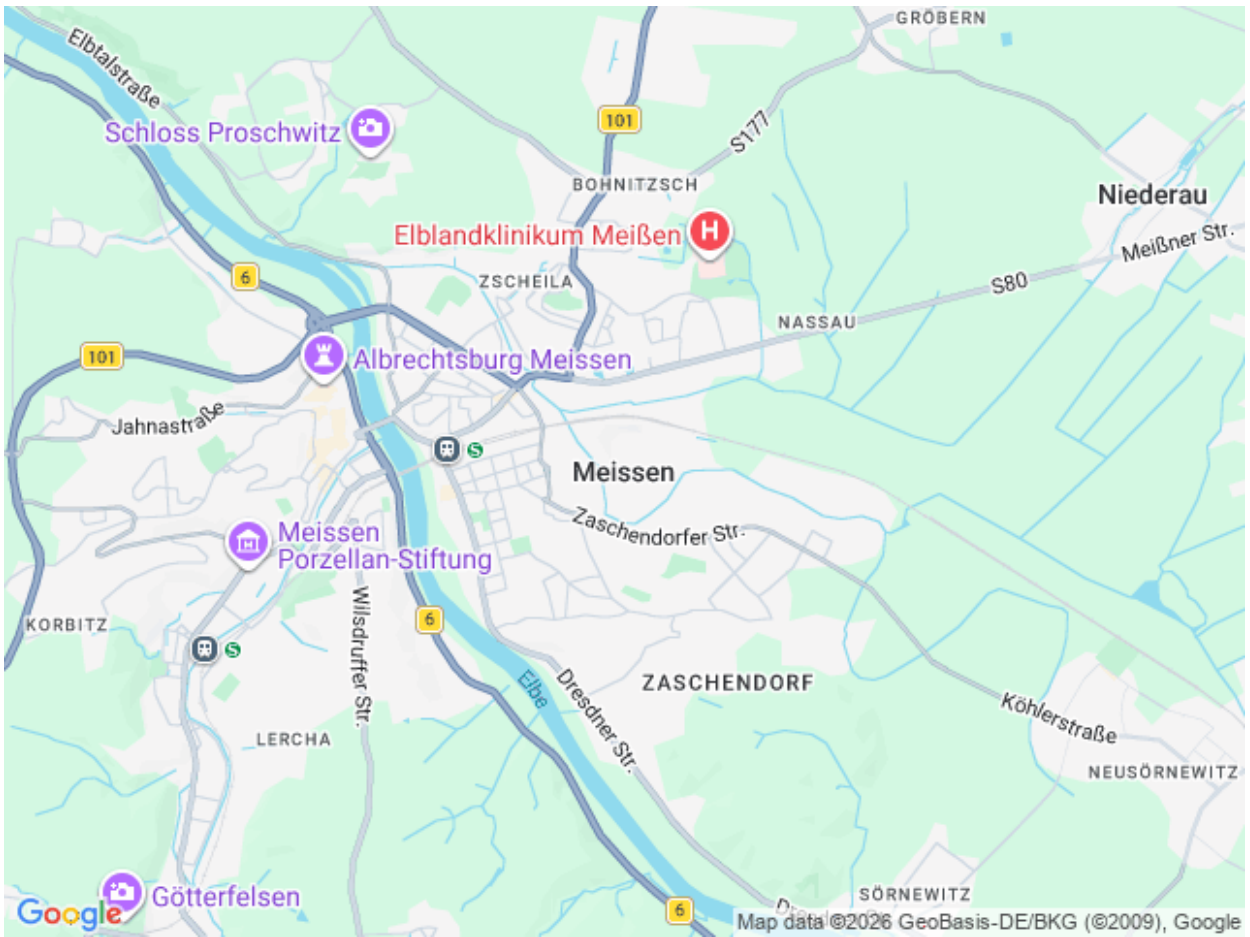 GRÖBERN
Elbtalstraße
Schloss Proschwitz
101
S177
BOHNITZSCH
Niederau
Elblandklinikum Meißen
H
Meißner Str.
6
ZSCHEILA
S80
NASSAU
101
Albrechtsburg Meissen
Jahnastraße
S
Meissen
Zaschendorfer Str.
Meissen
Porzellan-Stiftung
Wilsdruffer Str.
KORBITZ
6
S
Elbe
Dresdner Str.
ZASCHENDORF
Köhlerstraße
LERCHA
NEUSÖRNEWITZ
Götterfelsen
SÖRNEWITZ
6
Google
Map data ©2026 GeoBasis-DE/BKG (©2009), Google